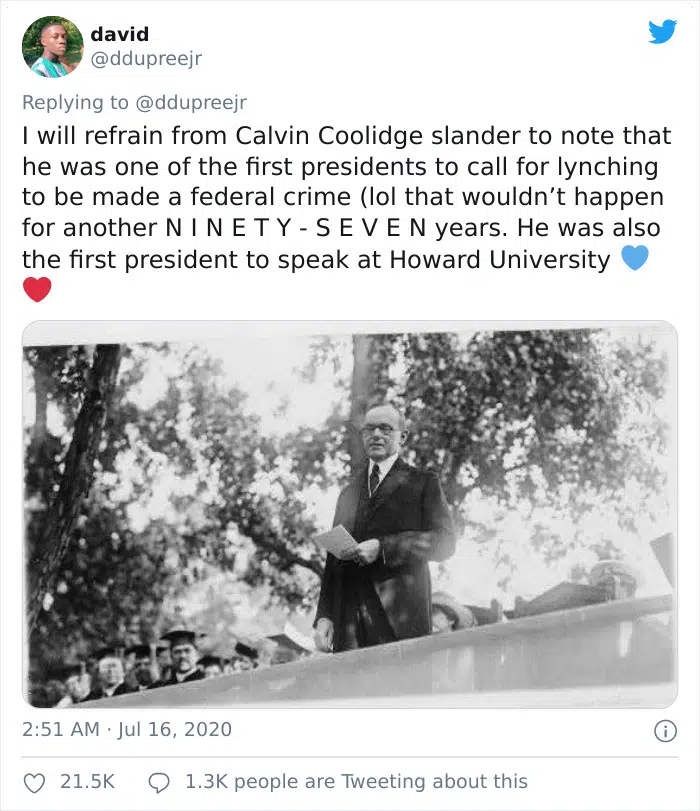 david
@ddupreejr
Replying to @ddupreejr
I will refrain from Calvin Coolidge slander to note that
he was one of the first presidents to call for lynching
to be made a federal crime (lol that wouldn’t happen
for another N I N E T Y - S E V E N years. He was also
the first president to speak at Howard University 💙
❤️
2:51 AM · Jul 16, 2020
21.5K 1.3K people are Tweeting about this